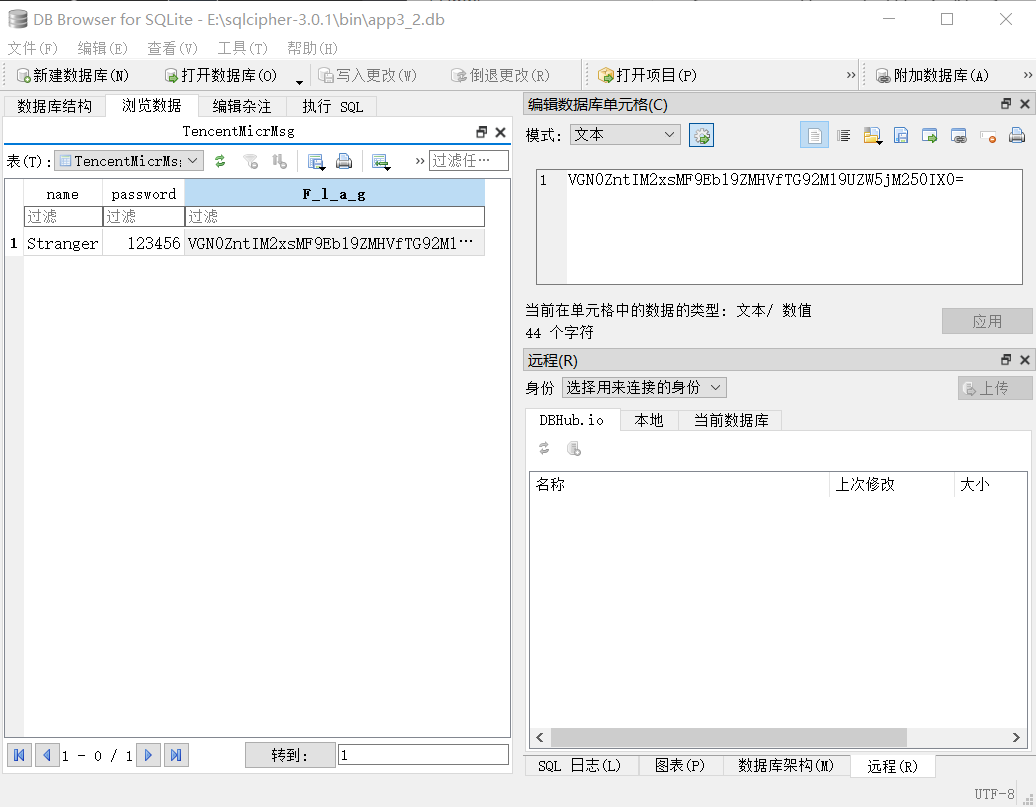 DB Browser for SQLite - E:\sqlcipher-3.0.1\bin\app3_2.db
文件(F) 编辑(E) 查看(V) 工具(T) 帮助(H)
新建数据库(N) 打开数据库(O) 写入更改(W) 倒退更改(R) 打开项目(P) » 附加数据库(A) »
数据库结构 浏览数据 编辑杂注 执行 SQL
TencentMicrMsg
表(T): TencentMicrMs: » 过滤任…
name password F_l_a_g
过滤 过滤 过滤
1 Stranger 123456 VGN0ZntIM2xsMF9Eb19ZMHVfTG92M1…
1 - 0 / 1 转到: 1
编辑数据库单元格(C)
模式: 文本
1 VGN0ZntIM2xsMF9Eb19ZMHVfTG92M19UZW5jM250IX0=
当前在单元格中的数据的类型: 文本/ 数值
44 个字符
应用
远程(R)
身份 选择用来连接的身份 上传
DBHub.io 本地 当前数据库
名称 上次修改 大小
SQL 日志(L) 图表(P) 数据库架构(M) 远程(R)
UTF-8